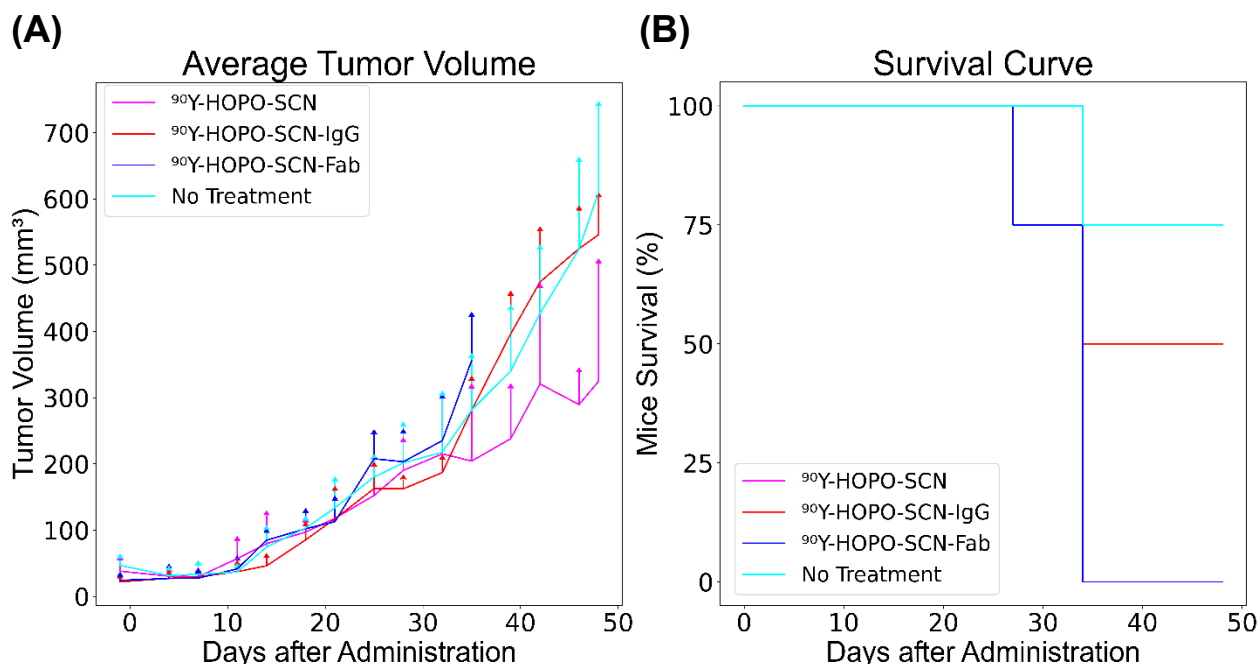 (A)
Average Tumor Volume
⁹⁰Y-HOPO-SCN
⁹⁰Y-HOPO-SCN-IgG
⁹⁰Y-HOPO-SCN-Fab
No Treatment
Tumor Volume (mm³)
700
600
500
400
300
200
100
0
0 10 20 30 40 50
Days after Administration
(B)
Survival Curve
Mice Survival (%)
100
75
50
25
0
⁹⁰Y-HOPO-SCN
⁹⁰Y-HOPO-SCN-IgG
⁹⁰Y-HOPO-SCN-Fab
No Treatment
0 10 20 30 40 50
Days after Administration